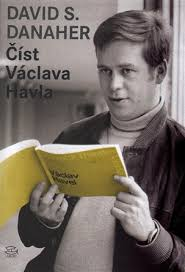 DAVID S.
DANAHER
Číst
Václava
Havla
Václav
Havel